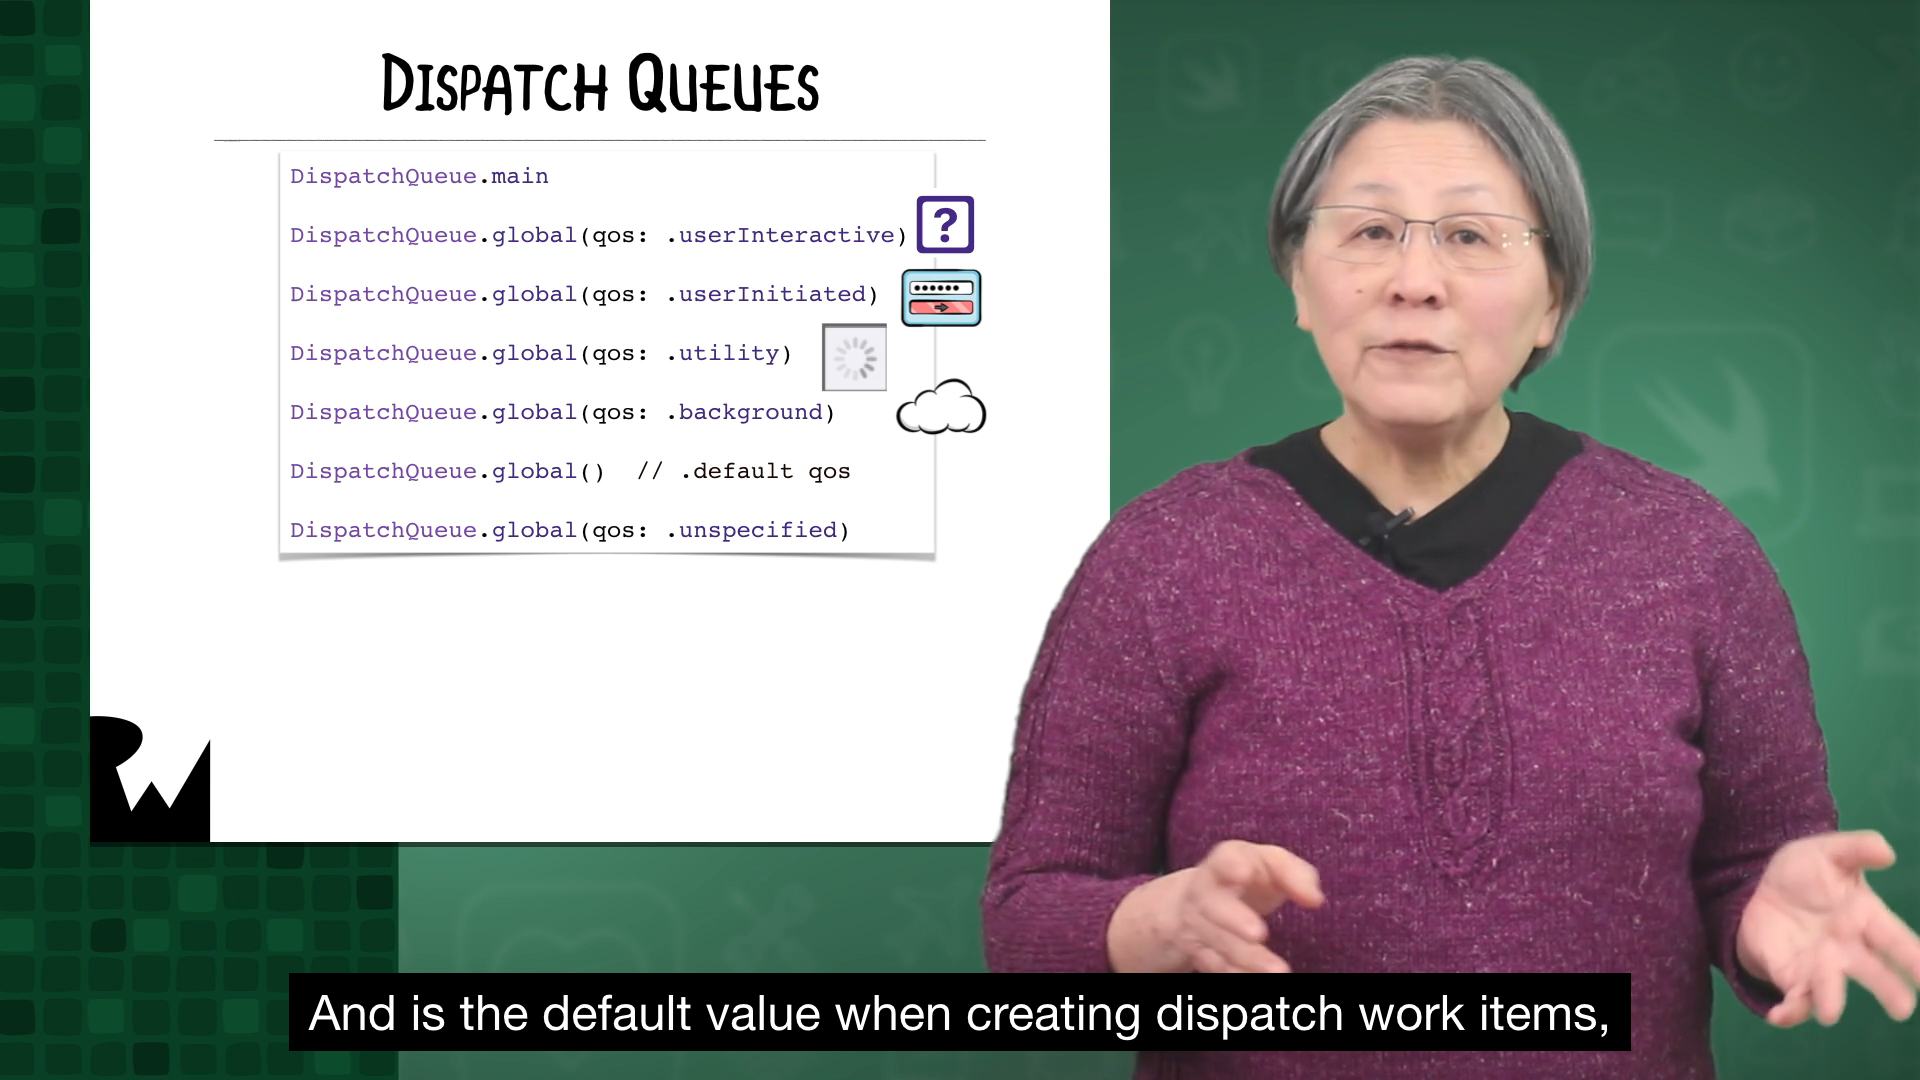 DISPATCH QUEUES
DispatchQueue.main
DispatchQueue.global(qos: .userInteractive)
?
DispatchQueue.global(qos: .userInitiated)
DispatchQueue.global(qos: .utility)
DispatchQueue.global(qos: .background)
DispatchQueue.global()  // .default qos
DispatchQueue.global(qos: .unspecified)
RW
And is the default value when creating dispatch work items,